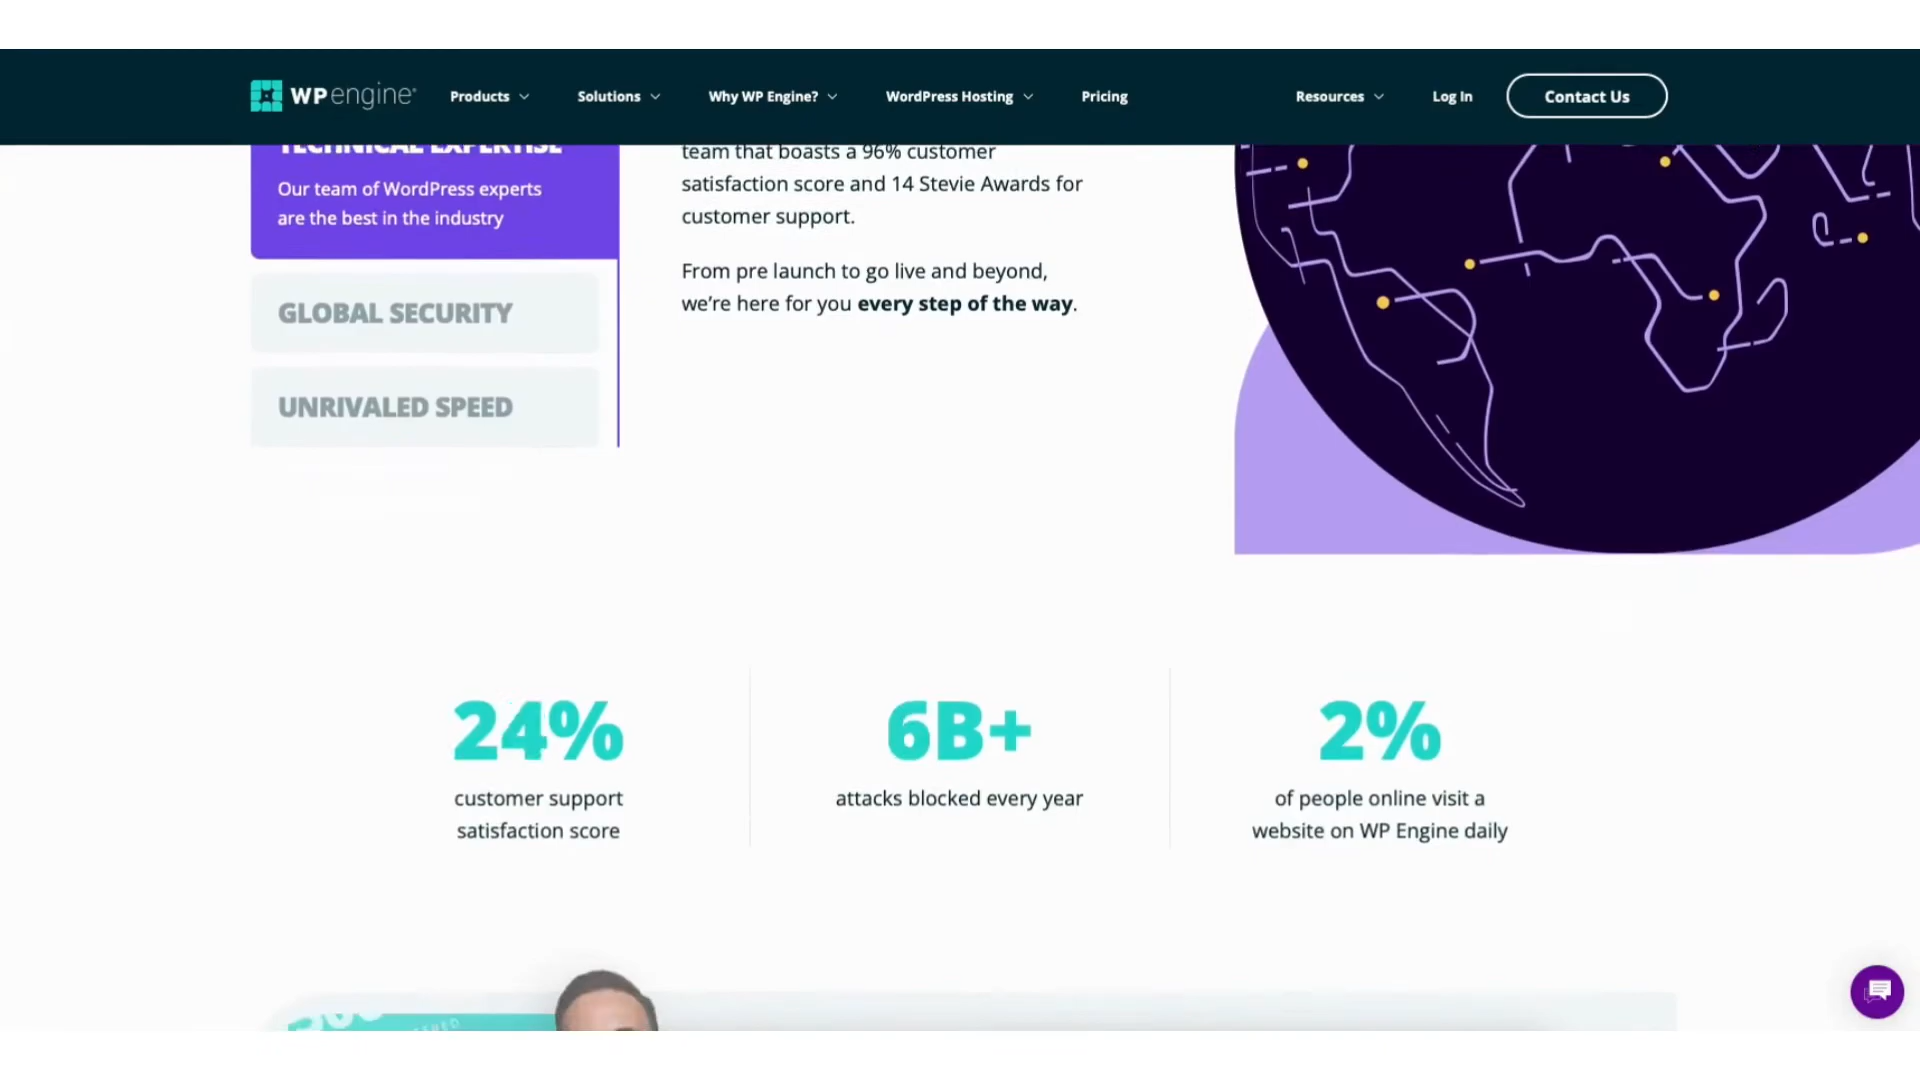 WP engine
Products
Solutions
Why WP Engine?
WordPress Hosting
Pricing
Resources
Log In
Contact Us
TECHNICAL EXPERTISE
Our team of WordPress experts
are the best in the industry
GLOBAL SECURITY
UNRIVALED SPEED
team that boasts a 96% customer
satisfaction score and 14 Stevie Awards for
customer support.
From pre launch to go live and beyond,
we’re here for you every step of the way.
24%
customer support
satisfaction score
6B+
attacks blocked every year
2%
of people online visit a
website on WP Engine daily